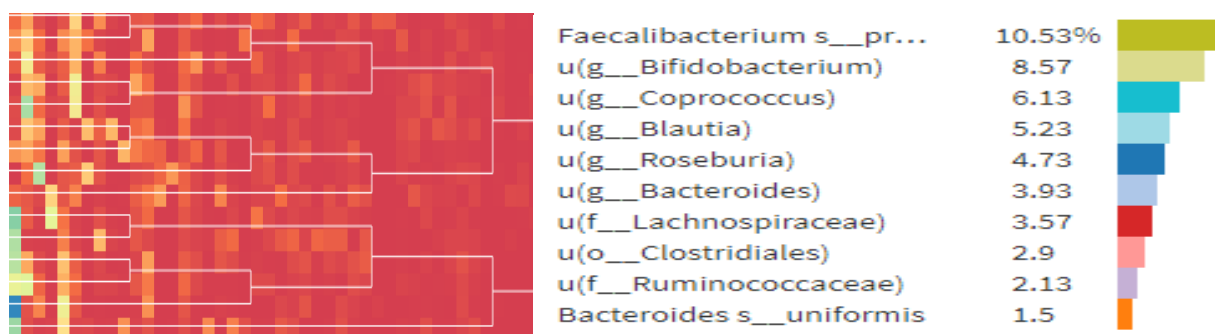 Faecalibacterium s__pr... 10.53%
u(g__Bifidobacterium) 8.57
u(g__Coprococcus) 6.13
u(g__Blautia) 5.23
u(g__Roseburia) 4.73
u(g__Bacteroides) 3.93
u(f__Lachnospiraceae) 3.57
u(o__Clostridiales) 2.9
u(f__Ruminococcaceae) 2.13
Bacteroides s__uniformis 1.5